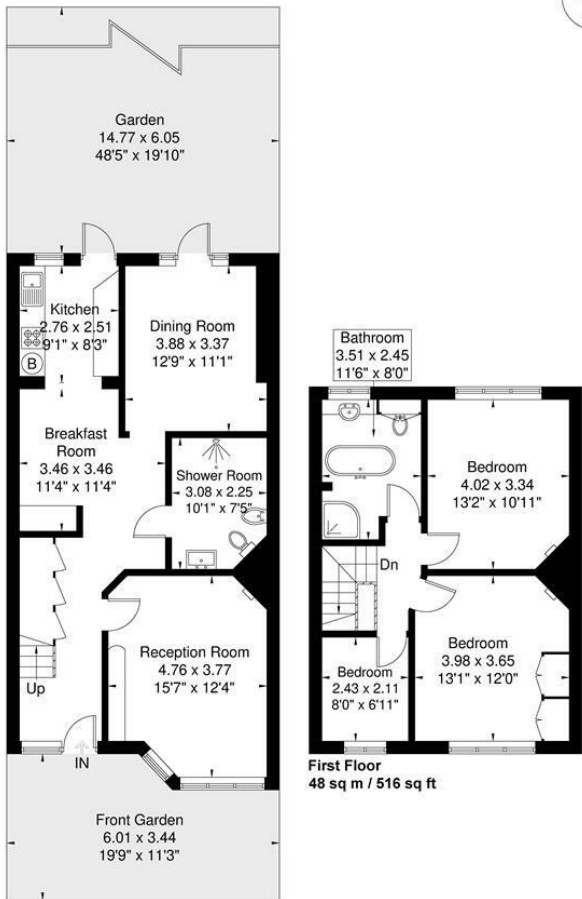 Garden
14.77 x 6.05
48'5" x 19'10"
Kitchen
2.76 x 2.51
9'1" x 8'3"
B
Dining Room
3.88 x 3.37
12'9" x 11'1"
Breakfast
Room
3.46 x 3.46
11'4" x 11'4"
Shower Room
3.08 x 2.25
10'1" x 7'5"
Reception Room
4.76 x 3.77
15'7" x 12'4"
Up
IN
Front Garden
6.01 x 3.44
19'9" x 11'3"
Bathroom
3.51 x 2.45
11'6" x 8'0"
Bedroom
4.02 x 3.34
13'2" x 10'11"
Dn
Bedroom
3.98 x 3.65
13'1" x 12'0"
Bedroom
2.43 x 2.11
8'0" x 6'11"
First Floor
48 sq m / 516 sq ft